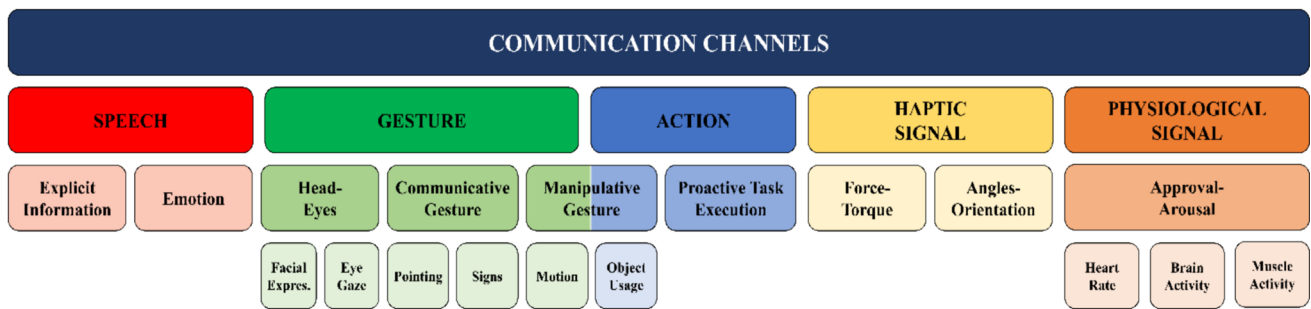 COMMUNICATION CHANNELS
SPEECH
GESTURE
ACTION
HAPTIC
SIGNAL
PHYSIOLOGICAL
SIGNAL
Explicit
Information
Emotion
Head-
Eyes
Communicative
Gesture
Manipulative
Gesture
Proactive Task
Execution
Force-
Torque
Angles-
Orientation
Approval-
Arousal
Facial
Expres.
Eye
Gaze
Pointing
Signs
Motion
Object
Usage
Heart
Rate
Brain
Activity
Muscle
Activity